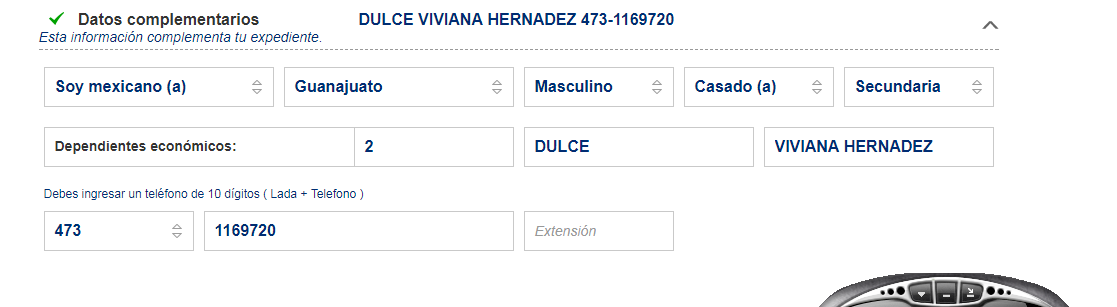 Datos complementarios DULCE VIVIANA HERNADEZ 473-1169720
Esta información complementa tu expediente.
Soy mexicano (a) Guanajuato Masculino Casado (a) Secundaria
Dependientes económicos: 2 DULCE VIVIANA HERNADEZ
Debes ingresar un teléfono de 10 dígitos ( Lada + Telefono )
473 1169720 Extensión